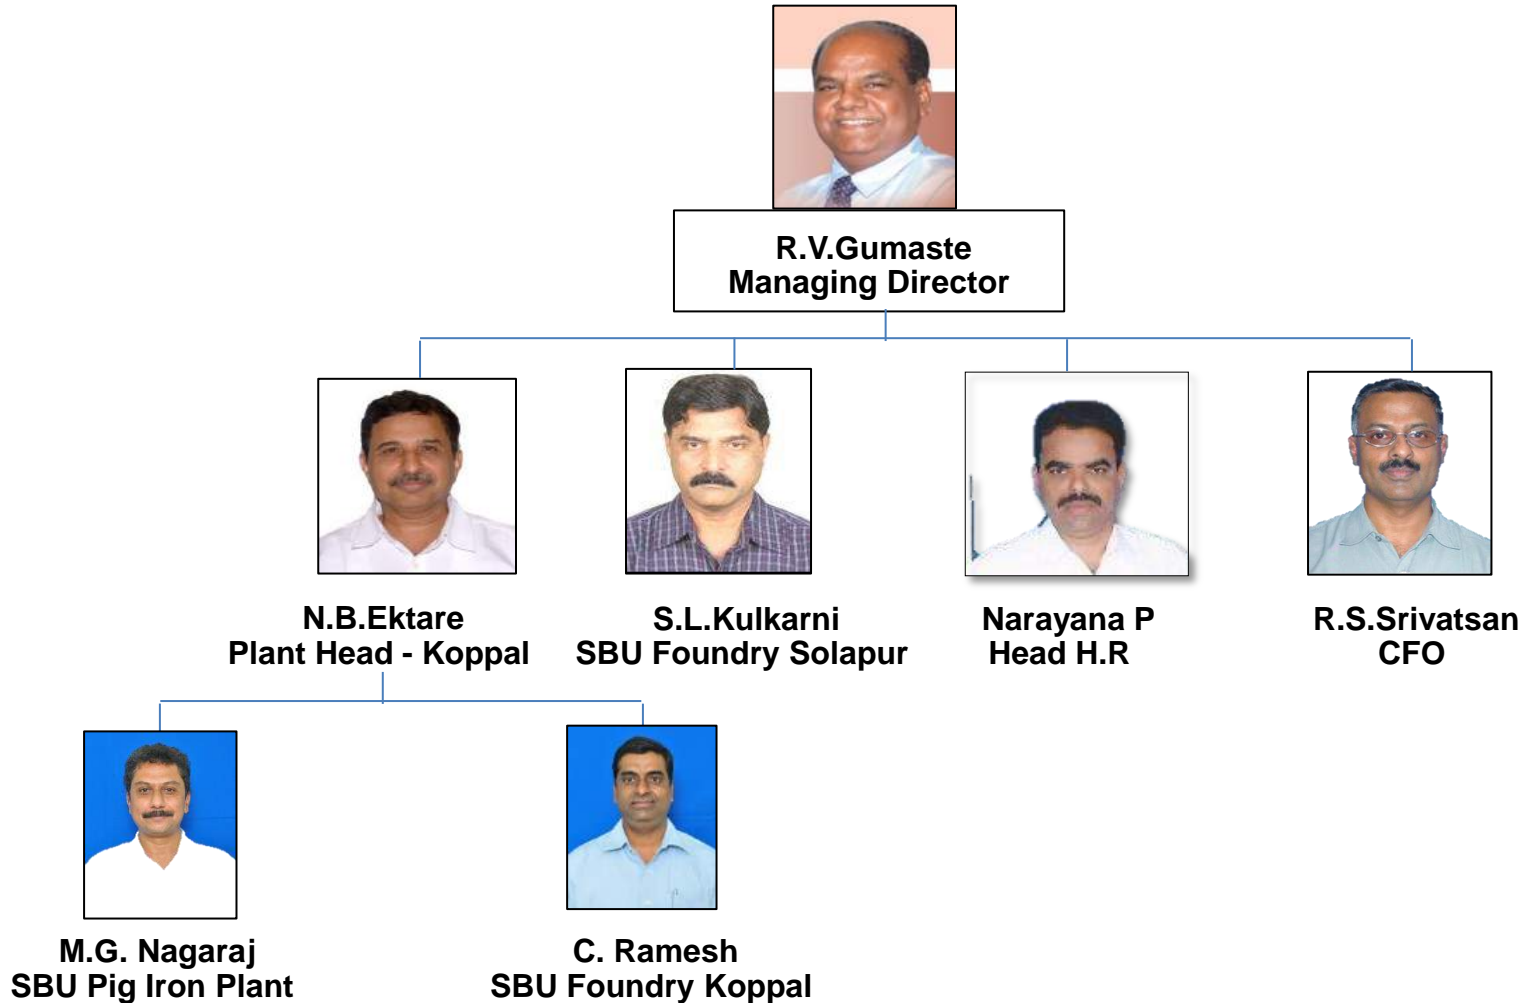 R.V.Gumaste
Managing Director
N.B.Ektare
Plant Head - Koppal
S.L.Kulkarni
SBU Foundry Solapur
Narayana P
Head H.R
R.S.Srivatsan
CFO
M.G. Nagaraj
SBU Pig Iron Plant
C. Ramesh
SBU Foundry Koppal